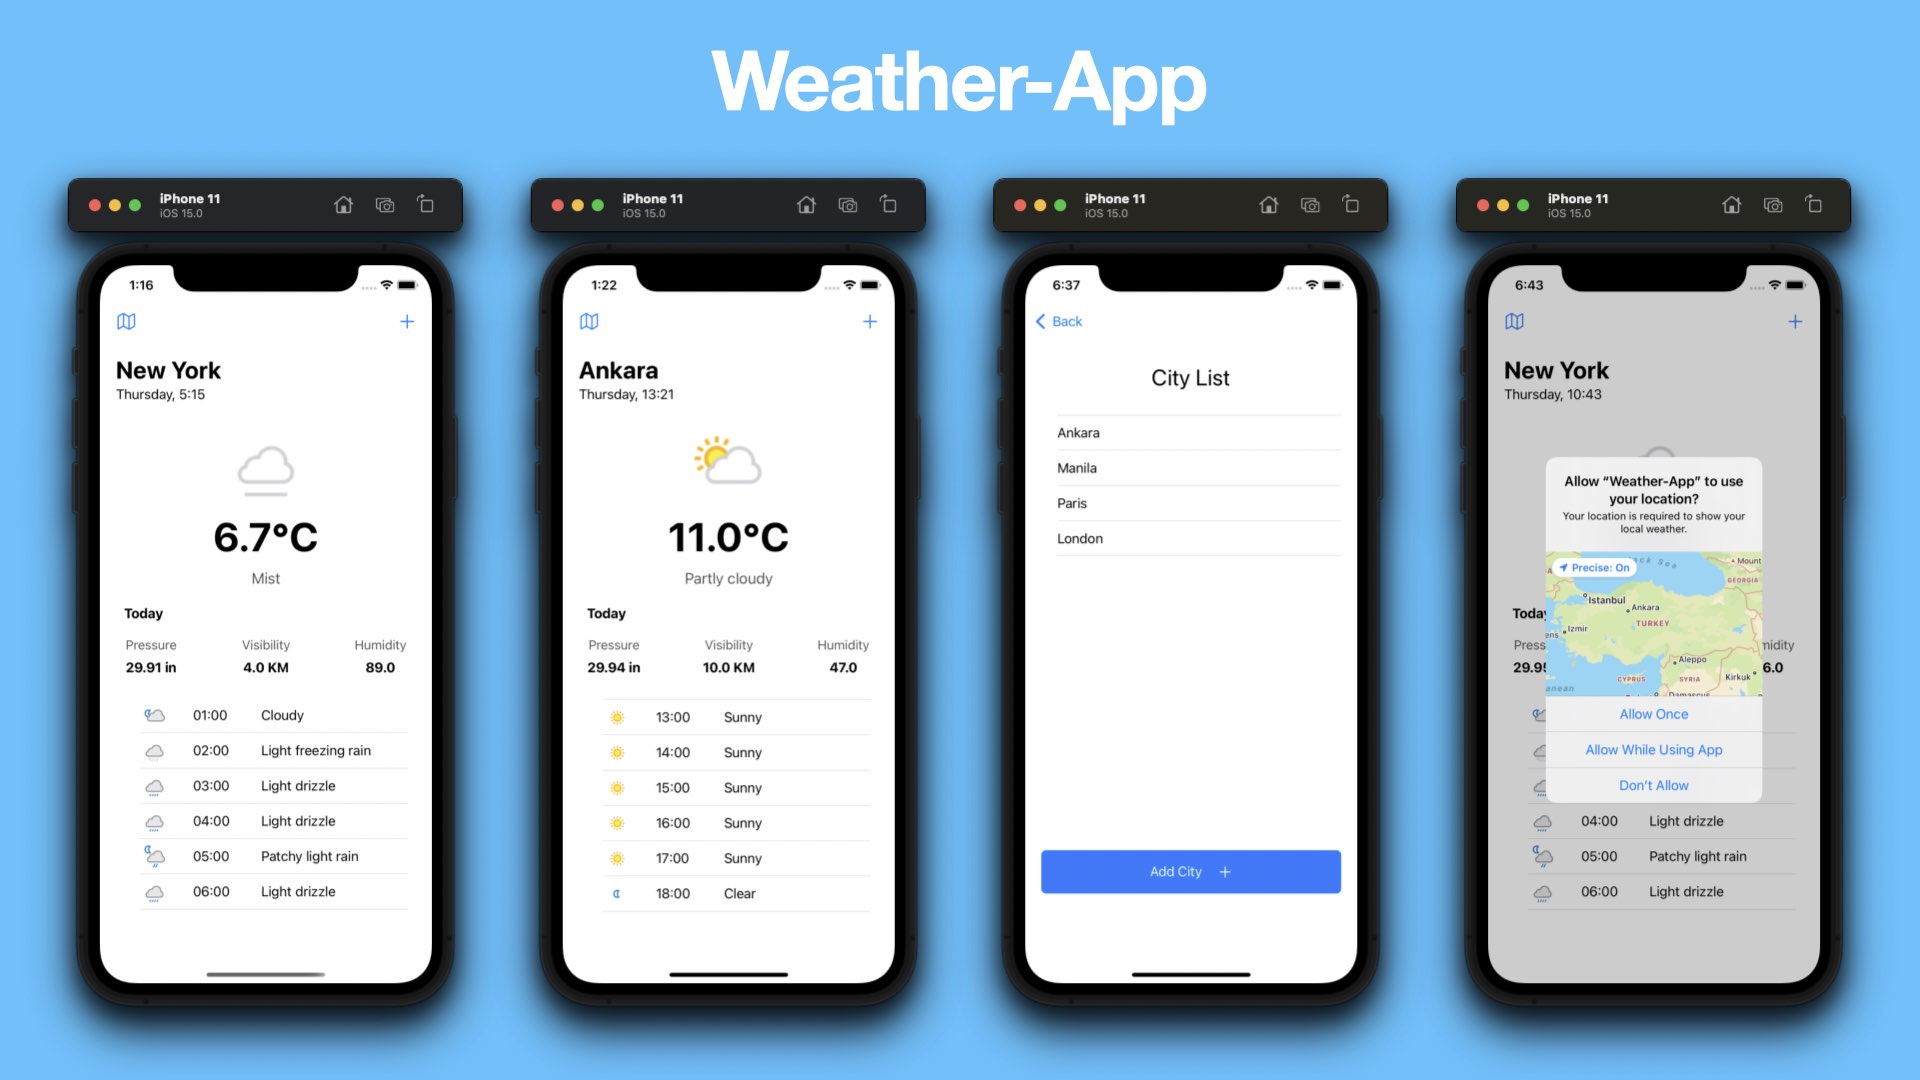 Weather-App
iPhone 11
iOS 15.0
1:16
New York
Thursday, 5:15
6.7°C
Mist
Today
Pressure Visibility Humidity
29.91 in 4.0 KM 89.0
01:00 Cloudy
02:00 Light freezing rain
03:00 Light drizzle
04:00 Light drizzle
05:00 Patchy light rain
06:00 Light drizzle
iPhone 11
iOS 15.0
1:22
Ankara
Thursday, 13:21
11.0°C
Partly cloudy
Today
Pressure Visibility Humidity
29.94 in 10.0 KM 47.0
13:00 Sunny
14:00 Sunny
15:00 Sunny
16:00 Sunny
17:00 Sunny
18:00 Clear
iPhone 11
iOS 15.0
6:37
Back
City List
Ankara
Manila
Paris
London
Add City +
iPhone 11
iOS 15.0
6:43
New York
Thursday, 10:43
Allow “Weather-App” to use
your location?
Your location is required to show your
local weather.
Precise: On
ck Sea
Mount
GEORGIA
Istanbul
Ankara
TURKEY
Izmir
ens
Aleppo
CYPRUS
SYRIA
Kirkuk
anean
Damascus
Today
Press midity
29.95 6.0
Allow Once
Allow While Using App
Don’t Allow
04:00 Light drizzle
05:00 Patchy light rain
06:00 Light drizzle